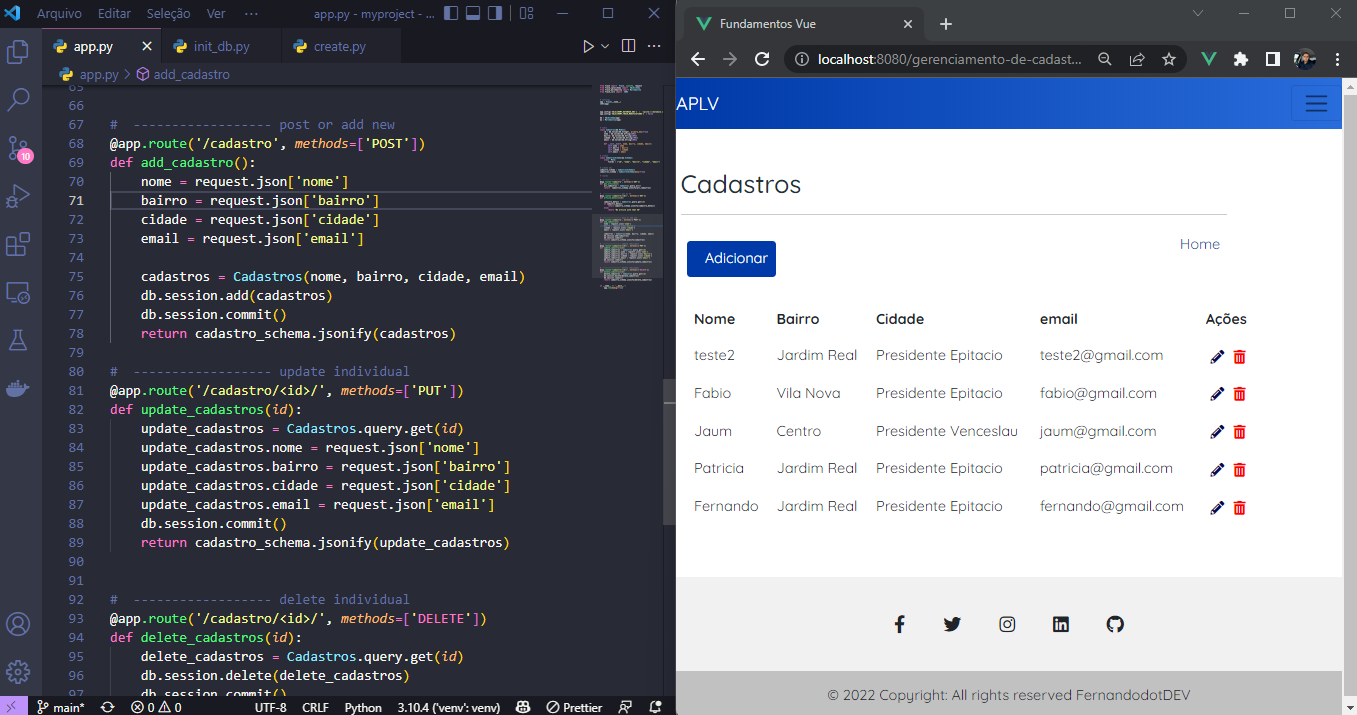 Arquivo Editar Seleção Ver ··· app.py - myproject - ...
app.py init_db.py create.py
app.py > add_cadastro
65
66
67 # ------------------ post or add new
68 @app.route('/cadastro', methods=['POST'])
69 def add_cadastro():
70 nome = request.json['nome']
71 bairro = request.json['bairro']
72 cidade = request.json['cidade']
73 email = request.json['email']
74
75 cadastros = Cadastros(nome, bairro, cidade, email)
76 db.session.add(cadastros)
77 db.session.commit()
78 return cadastro_schema.jsonify(cadastros)
79
80 # ------------------ update individual
81 @app.route('/cadastro/<id>/', methods=['PUT'])
82 def update_cadastros(id):
83 update_cadastros = Cadastros.query.get(id)
84 update_cadastros.nome = request.json['nome']
85 update_cadastros.bairro = request.json['bairro']
86 update_cadastros.cidade = request.json['cidade']
87 update_cadastros.email = request.json['email']
88 db.session.commit()
89 return cadastro_schema.jsonify(update_cadastros)
90
91
92 # ------------------ delete individual
93 @app.route('/cadastro/<id>/', methods=['DELETE'])
94 def delete_cadastros(id):
95 delete_cadastros = Cadastros.query.get(id)
96 db.session.delete(delete_cadastros)
97 db.session.commit()
10
main* 0 0 UTF-8 CRLF Python 3.10.4 ('venv': venv) Prettier
Fundamentos Vue
localhost:8080/gerenciamento-de-cadast...
APLV
Cadastros
Home
Adicionar
Nome Bairro Cidade email Ações
teste2 Jardim Real Presidente Epitacio teste2@gmail.com
Fabio Vila Nova Presidente Epitacio fabio@gmail.com
Jaum Centro Presidente Venceslau jaum@gmail.com
Patricia Jardim Real Presidente Epitacio patricia@gmail.com
Fernando Jardim Real Presidente Epitacio fernando@gmail.com
© 2022 Copyright: All rights reserved FernandodotDEV